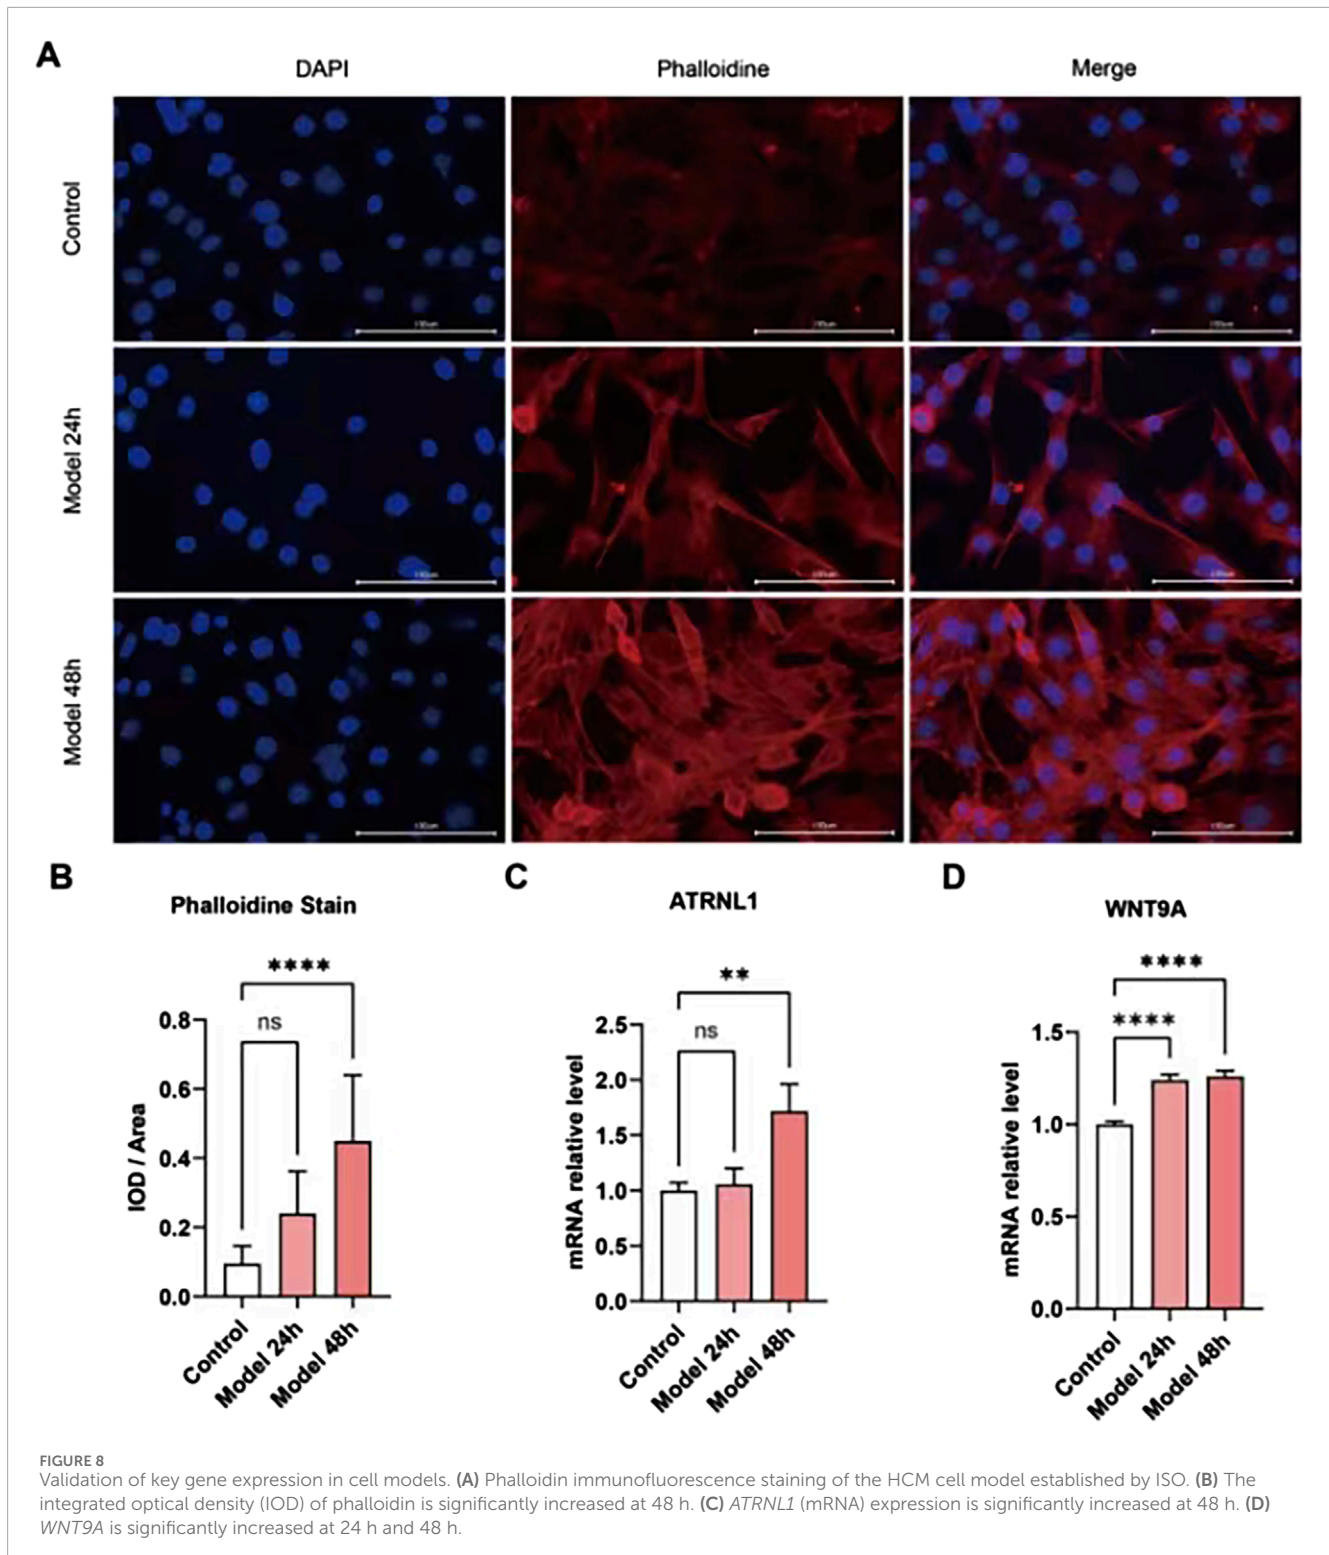 A
DAPI
Phalloidine
Merge
Control
Model 24h
Model 48h
B
Phalloidine Stain
****
ns
0.8
0.6
0.4
0.2
0.0
IOD / Area
Control
Model 24h
Model 48h
C
ATRNL1
**
ns
2.5
2.0
1.5
1.0
0.5
0.0
mRNA relative level
Control
Model 24h
Model 48h
D
WNT9A
****
****
1.5
1.0
0.5
0.0
mRNA relative level
Control
Model 24h
Model 48h
FIGURE 8
Validation of key gene expression in cell models. (A) Phalloidin immunofluorescence staining of the HCM cell model established by ISO. (B) The
integrated optical density (IOD) of phalloidin is significantly increased at 48 h. (C) ATRNL1 (mRNA) expression is significantly increased at 48 h. (D)
WNT9A is significantly increased at 24 h and 48 h.